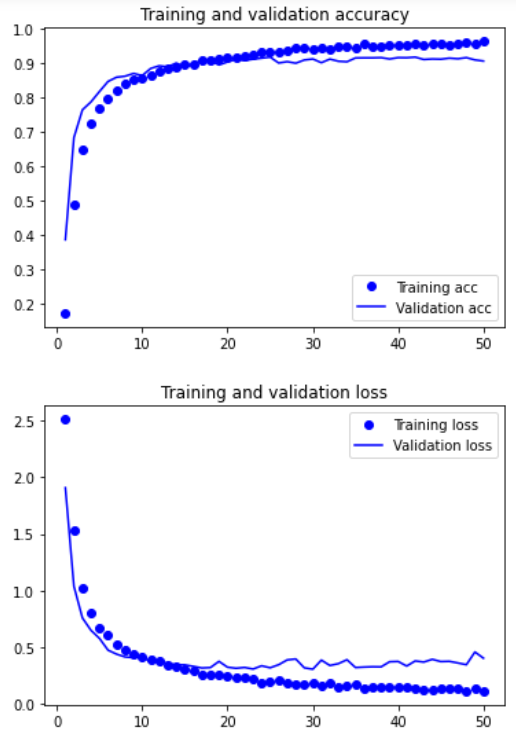 Training and validation accuracy
1.0
0.9
0.8
0.7
0.6
0.5
0.4
0.3
0.2
Training acc
Validation acc
0 10 20 30 40 50
Training and validation loss
2.5
2.0
1.5
1.0
0.5
0.0
Training loss
Validation loss
0 10 20 30 40 50